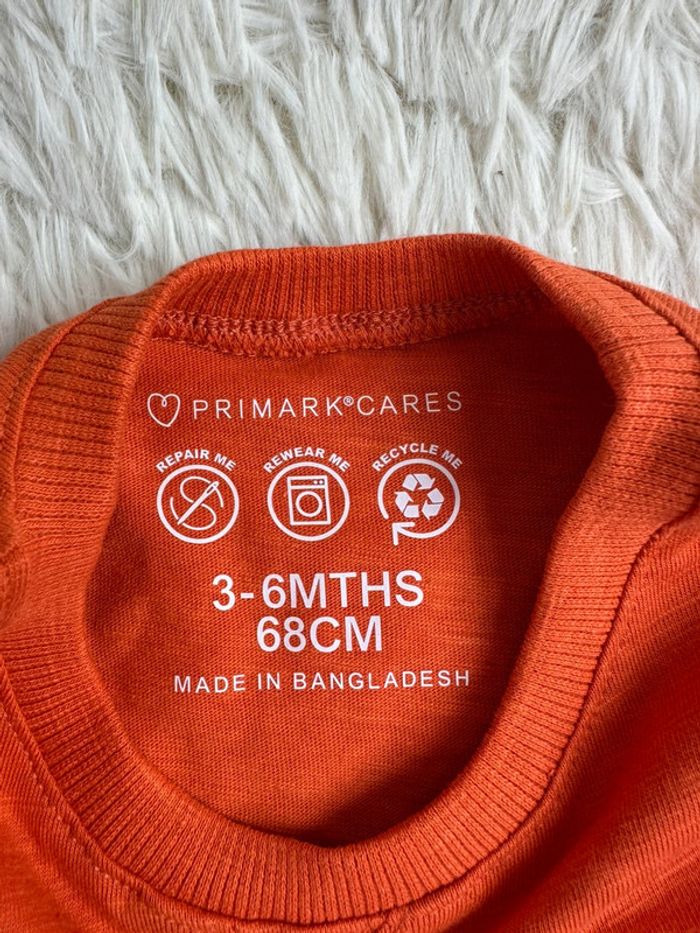 PRIMARK®CARES
REPAIR ME REWEAR ME RECYCLE ME
3-6MTHS
68CM
MADE IN BANGLADESH